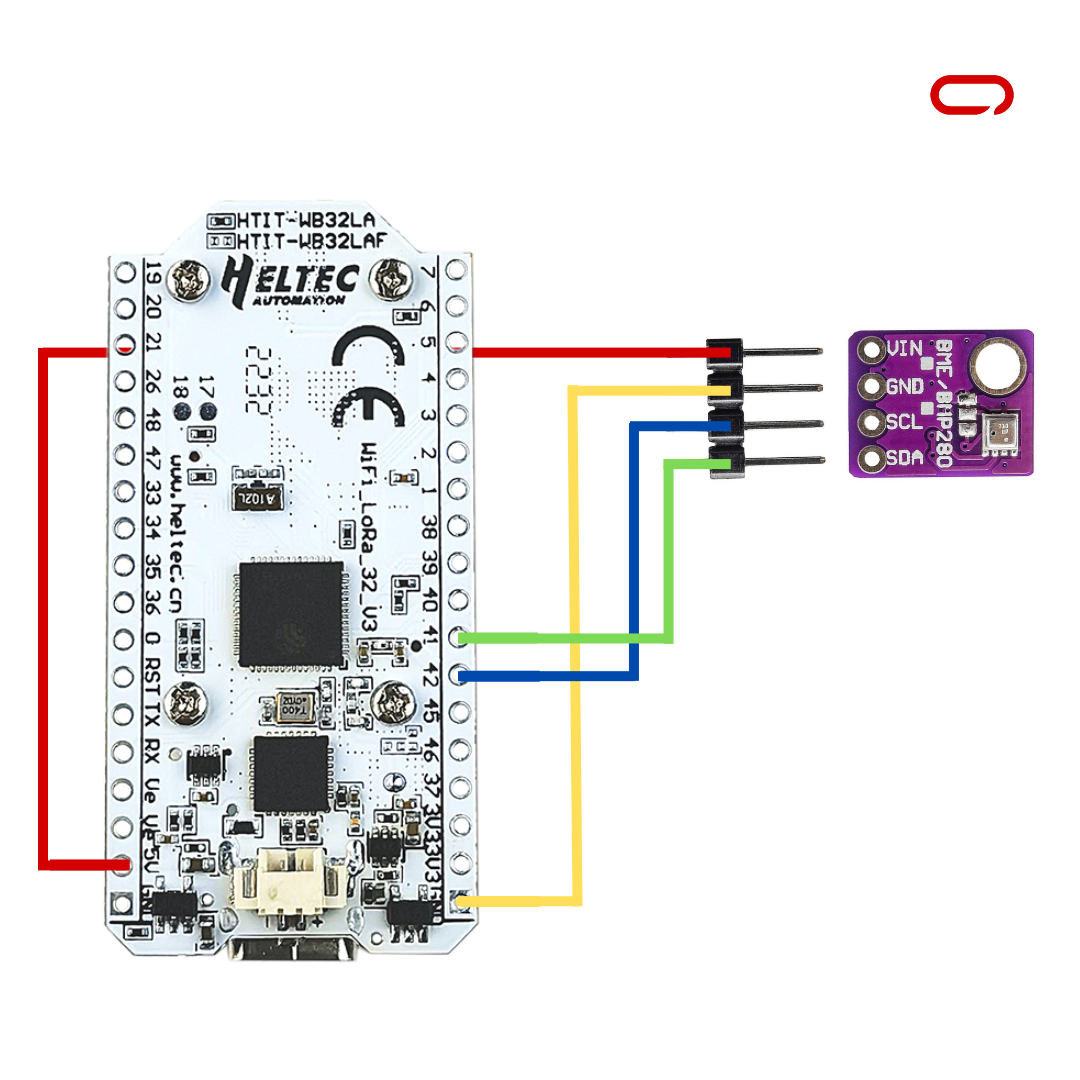 HTIT-WB32LA
HTIT-WB32LAF
HELTEC
AUTOMATION
19
20
21
26
48
47
33
34
35
36
0
RST
TX
RX
Ve
Ve
5V
GND
7
6
5
4
3
2
1
38
39
40
41
42
45
46
37
3V3
3V3
GND
2232
17
18
www.heltec.cn
WiFi_LoRa_32_V3
A102L
T400
VIN
GND
SCL
SDA
BME/BMP280